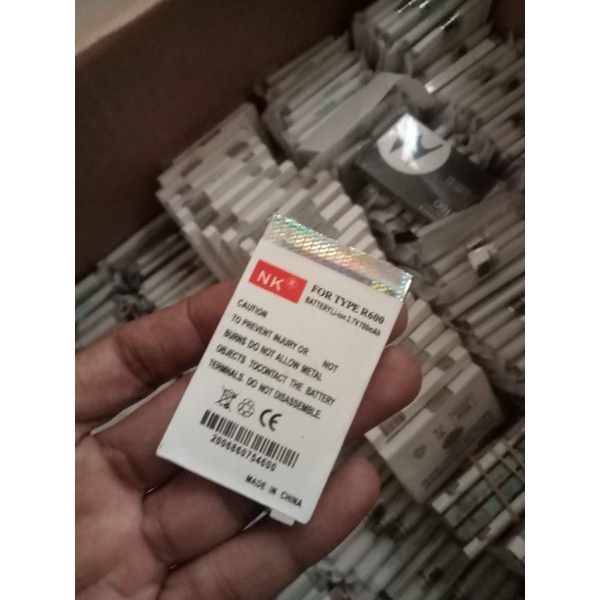 NK®
FOR TYPE R600
BATTERY Li-Ion 3.7V 700mAh
CAUTION
TO PREVENT INJURY OR NOT
BURNS DO NOT ALLOW METAL
OBJECTS TOCONTACT THE BATTERY
TERMINALS. DO NOT DISASSEMBLE.
CE
2006860754600
MADE IN CHINA